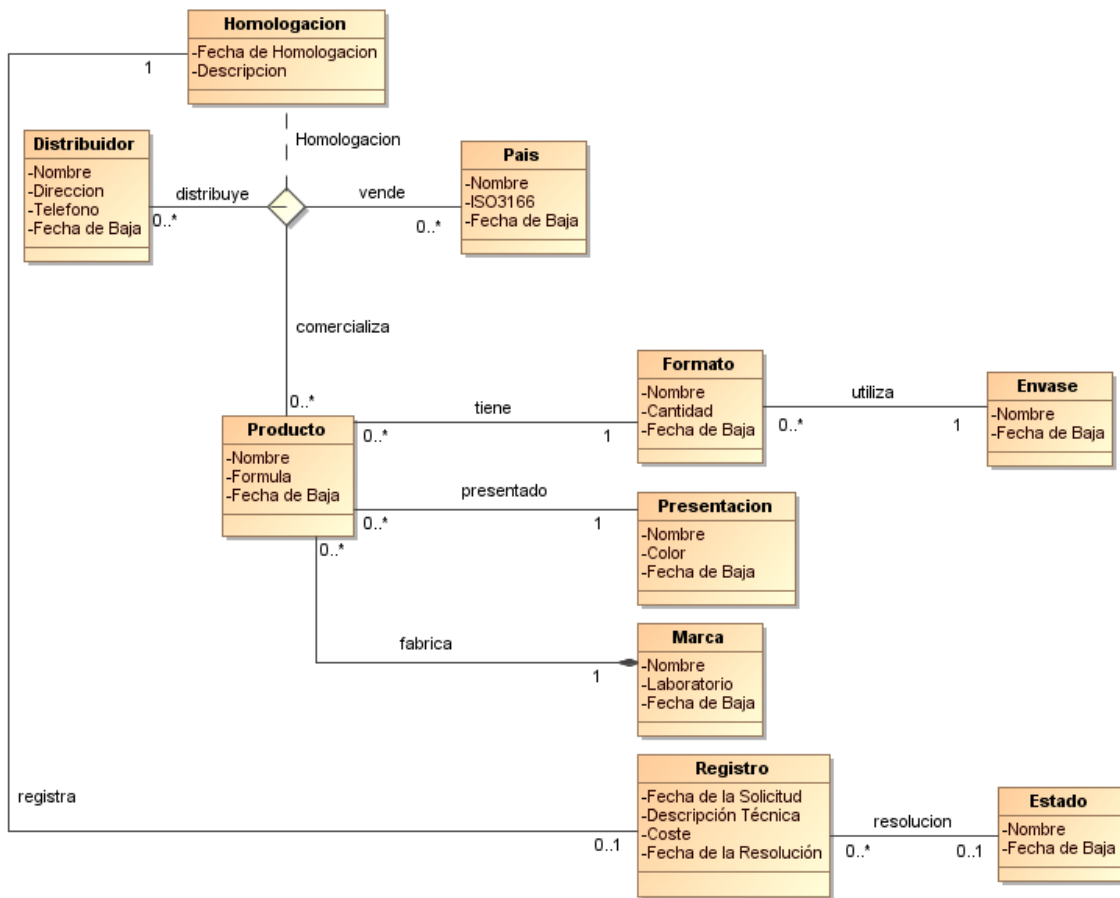 Homologacion
-Fecha de Homologacion
-Descripcion
1
Homologacion
Distribuidor
-Nombre
-Direccion
-Telefono
-Fecha de Baja
distribuye
0..*
vende
0..*
Pais
-Nombre
-ISO3166
-Fecha de Baja
comercializa
0..*
Producto
-Nombre
-Formula
-Fecha de Baja
tiene
0..*
1
Formato
-Nombre
-Cantidad
-Fecha de Baja
utiliza
0..*
1
Envase
-Nombre
-Fecha de Baja
presentado
0..*
1
Presentacion
-Nombre
-Color
-Fecha de Baja
0..*
fabrica
1
Marca
-Nombre
-Laboratorio
-Fecha de Baja
registra
0..1
Registro
-Fecha de la Solicitud
-Descripción Técnica
-Coste
-Fecha de la Resolución
resolucion
0..*
0..1
Estado
-Nombre
-Fecha de Baja